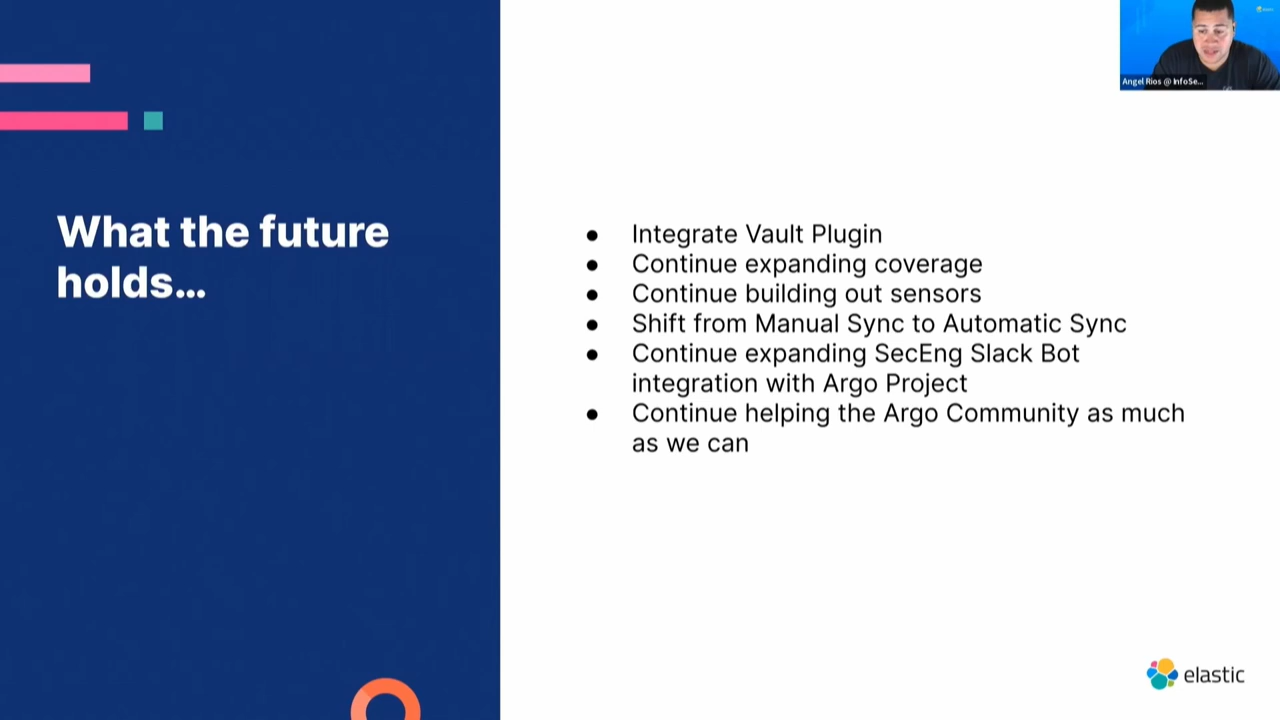 Angel Rios @ InfoSe...
What the future
holds...
● Integrate Vault Plugin
● Continue expanding coverage
● Continue building out sensors
● Shift from Manual Sync to Automatic Sync
● Continue expanding SecEng Slack Bot
integration with Argo Project
● Continue helping the Argo Community as much
as we can
elastic